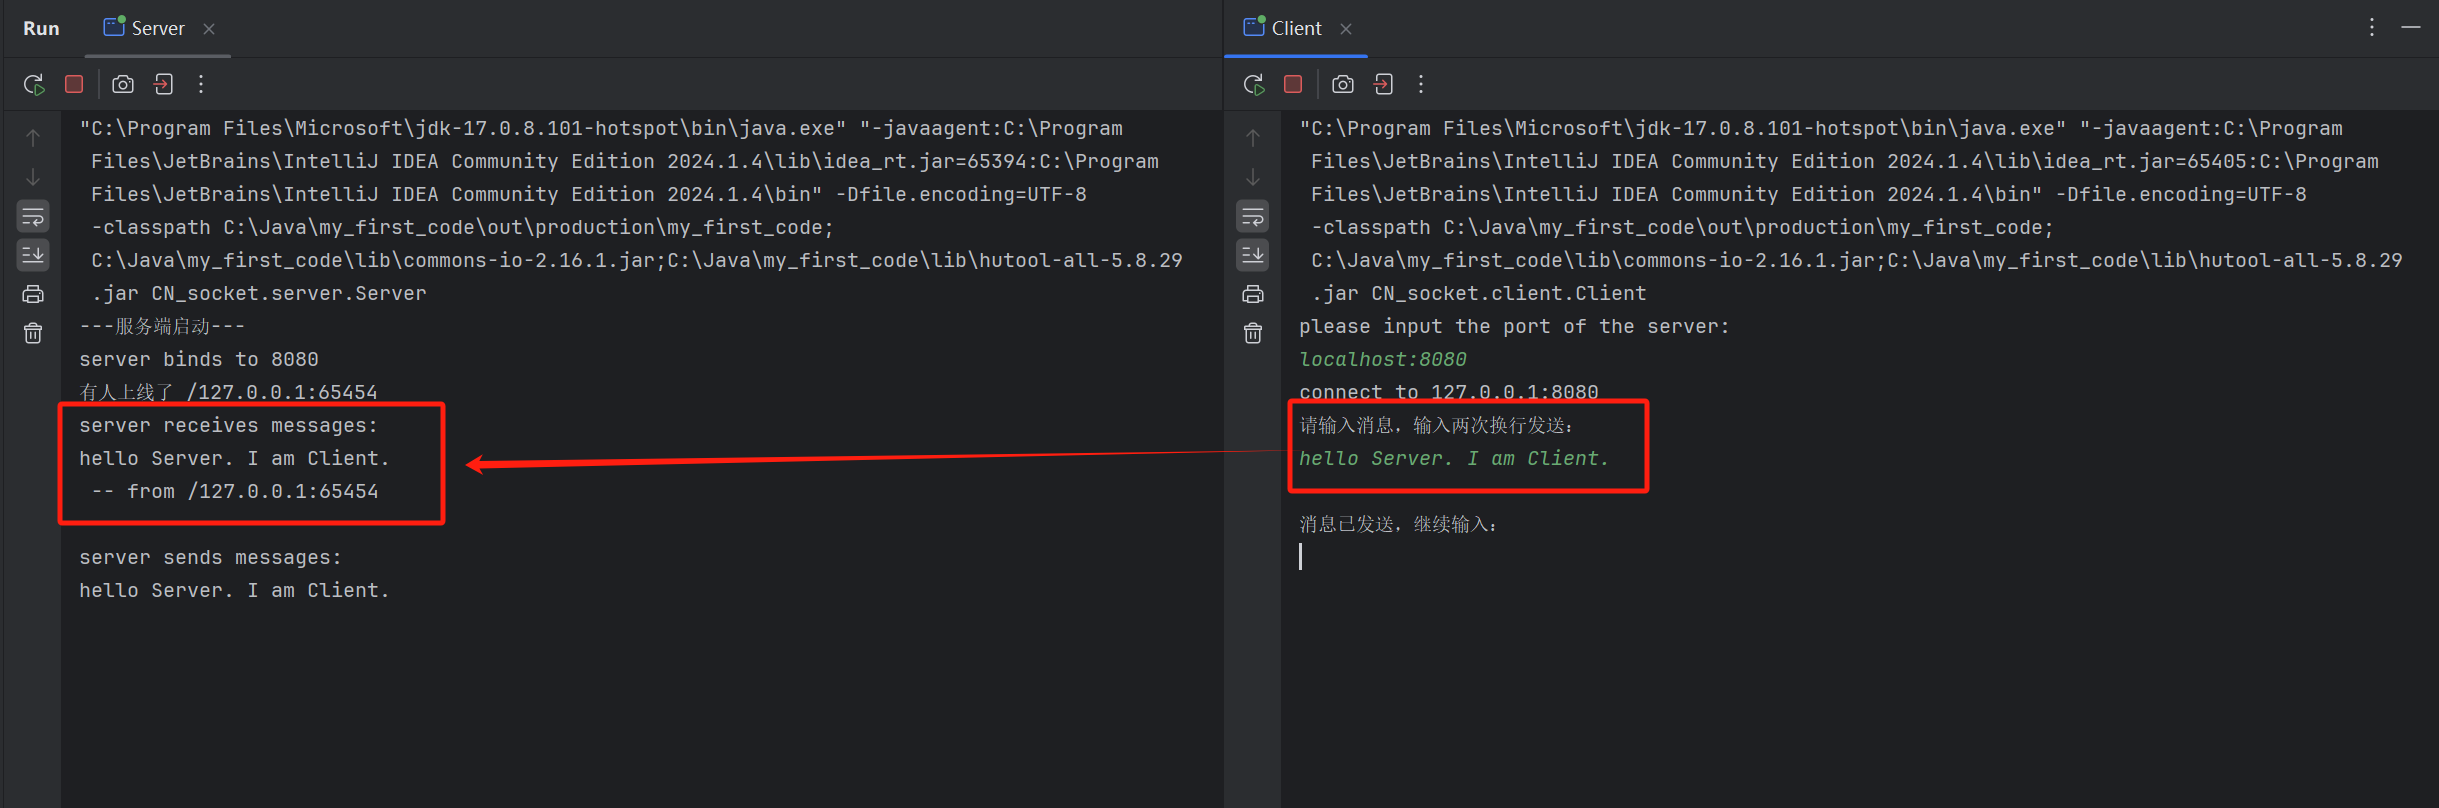 Run
Server
"C:\Program Files\Microsoft\jdk-17.0.8.101-hotspot\bin\java.exe" "-javaagent:C:\Program
Files\JetBrains\IntelliJ IDEA Community Edition 2024.1.4\lib\idea_rt.jar=65394:C:\Program
Files\JetBrains\IntelliJ IDEA Community Edition 2024.1.4\bin" -Dfile.encoding=UTF-8
-classpath C:\Java\my_first_code\out\production\my_first_code;
C:\Java\my_first_code\lib\commons-io-2.16.1.jar;C:\Java\my_first_code\lib\hutool-all-5.8.29
.jar CN_socket.server.Server
---服务端启动---
server binds to 8080
有人上线了 /127.0.0.1:65454
server receives messages:
hello Server. I am Client.
-- from /127.0.0.1:65454
server sends messages:
hello Server. I am Client.
Client
"C:\Program Files\Microsoft\jdk-17.0.8.101-hotspot\bin\java.exe" "-javaagent:C:\Program
Files\JetBrains\IntelliJ IDEA Community Edition 2024.1.4\lib\idea_rt.jar=65405:C:\Program
Files\JetBrains\IntelliJ IDEA Community Edition 2024.1.4\bin" -Dfile.encoding=UTF-8
-classpath C:\Java\my_first_code\out\production\my_first_code;
C:\Java\my_first_code\lib\commons-io-2.16.1.jar;C:\Java\my_first_code\lib\hutool-all-5.8.29
.jar CN_socket.client.Client
please input the port of the server:
localhost:8080
connect to 127.0.0.1:8080
请输入消息，输入两次换行发送：
hello Server. I am Client.
消息已发送，继续输入：